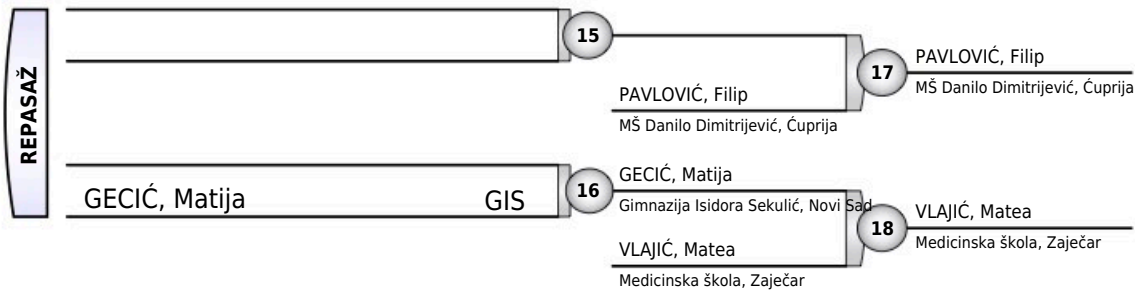 REPASAŽ
15
PAVLOVIĆ, Filip
MŠ Danilo Dimitrijević, Ćuprija
17
PAVLOVIĆ, Filip
MŠ Danilo Dimitrijević, Ćuprija
GECIĆ, Matija GIS
16
GECIĆ, Matija
Gimnazija Isidora Sekulić, Novi Sad
VLAJIĆ, Matea
Medicinska škola, Zaječar
18
VLAJIĆ, Matea
Medicinska škola, Zaječar